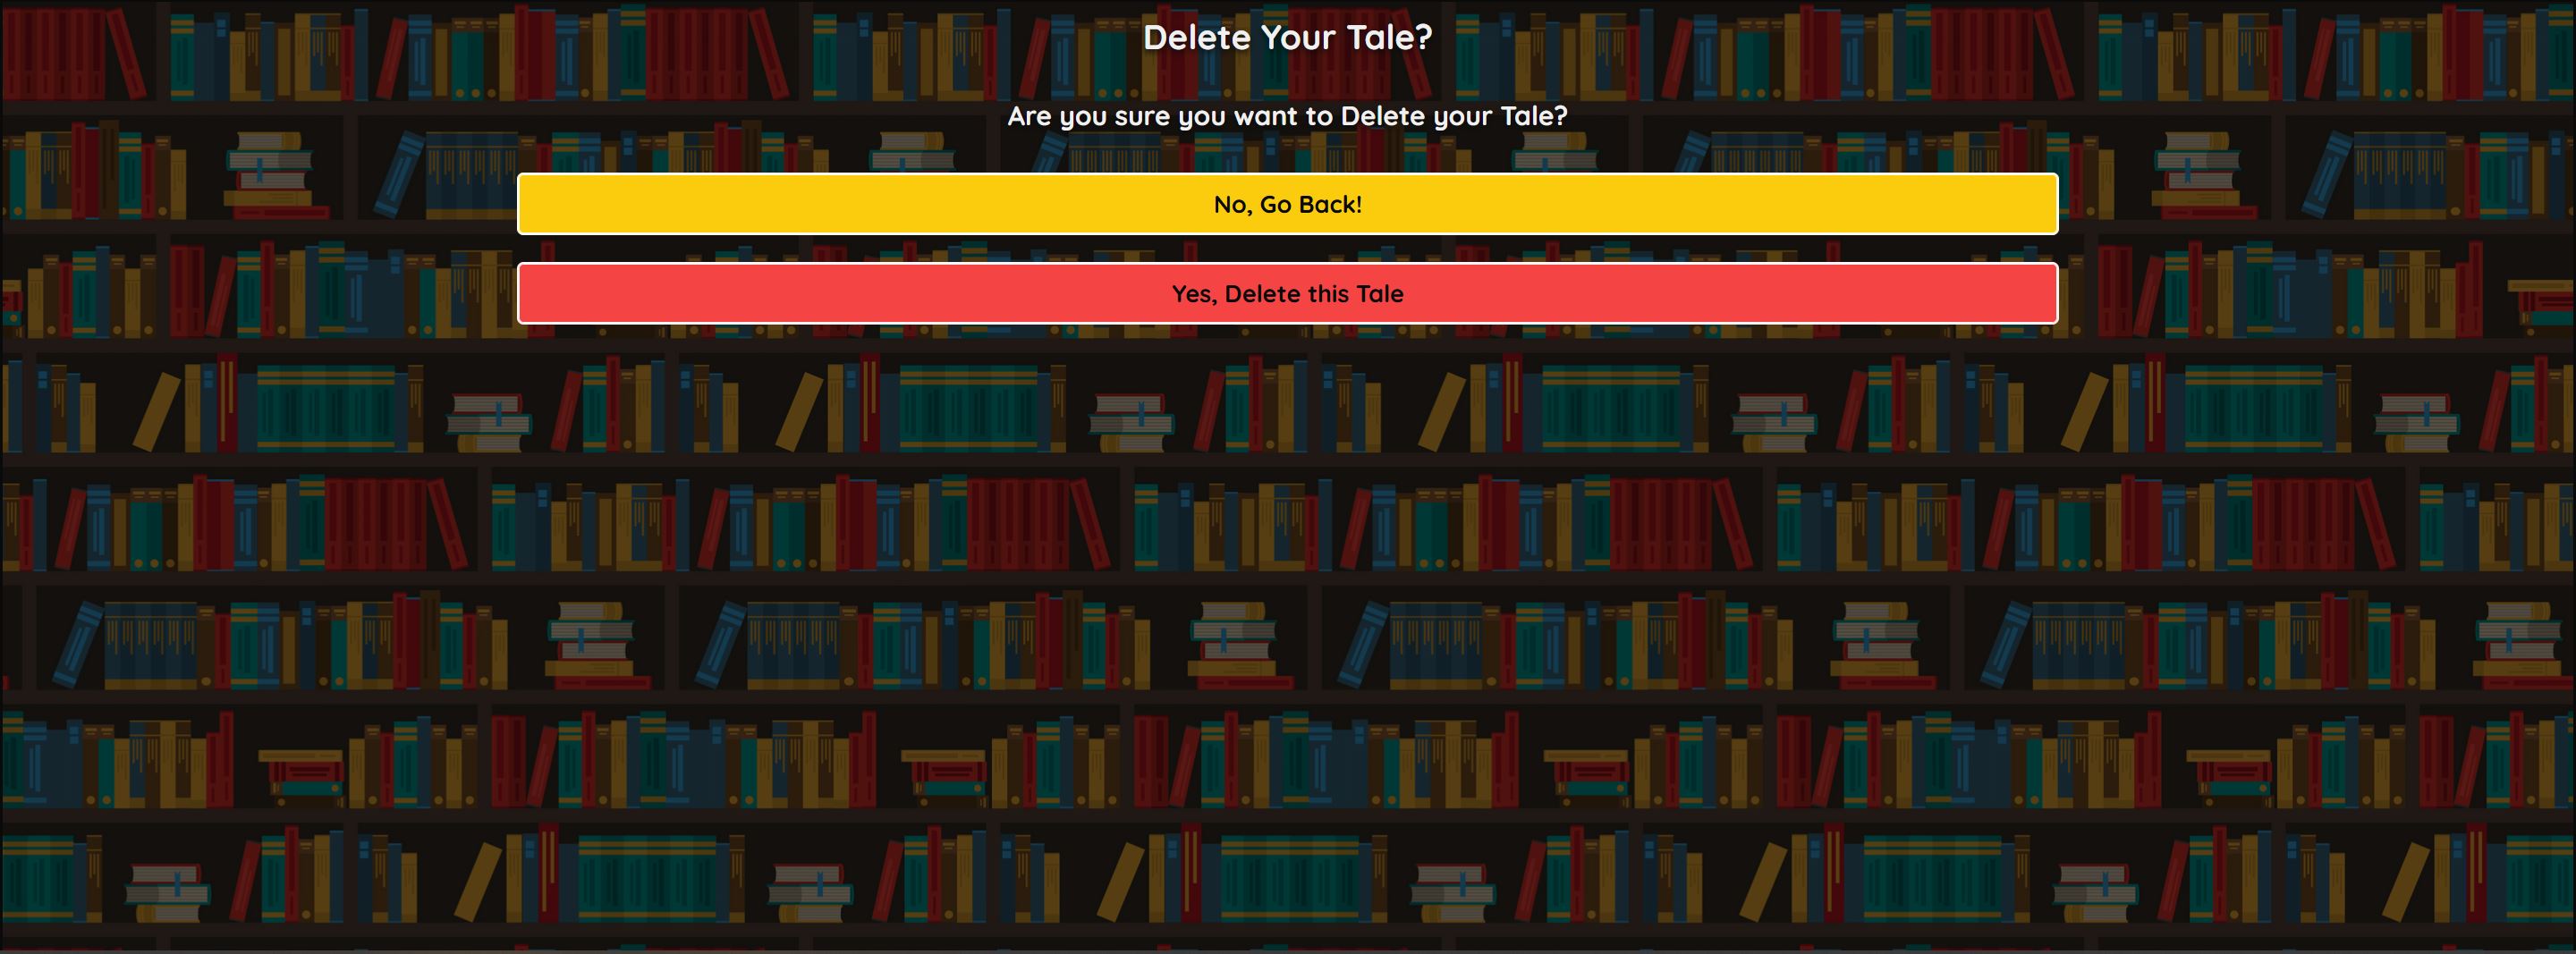 Delete Your Tale?
Are you sure you want to Delete your Tale?
No, Go Back!
Yes, Delete this Tale